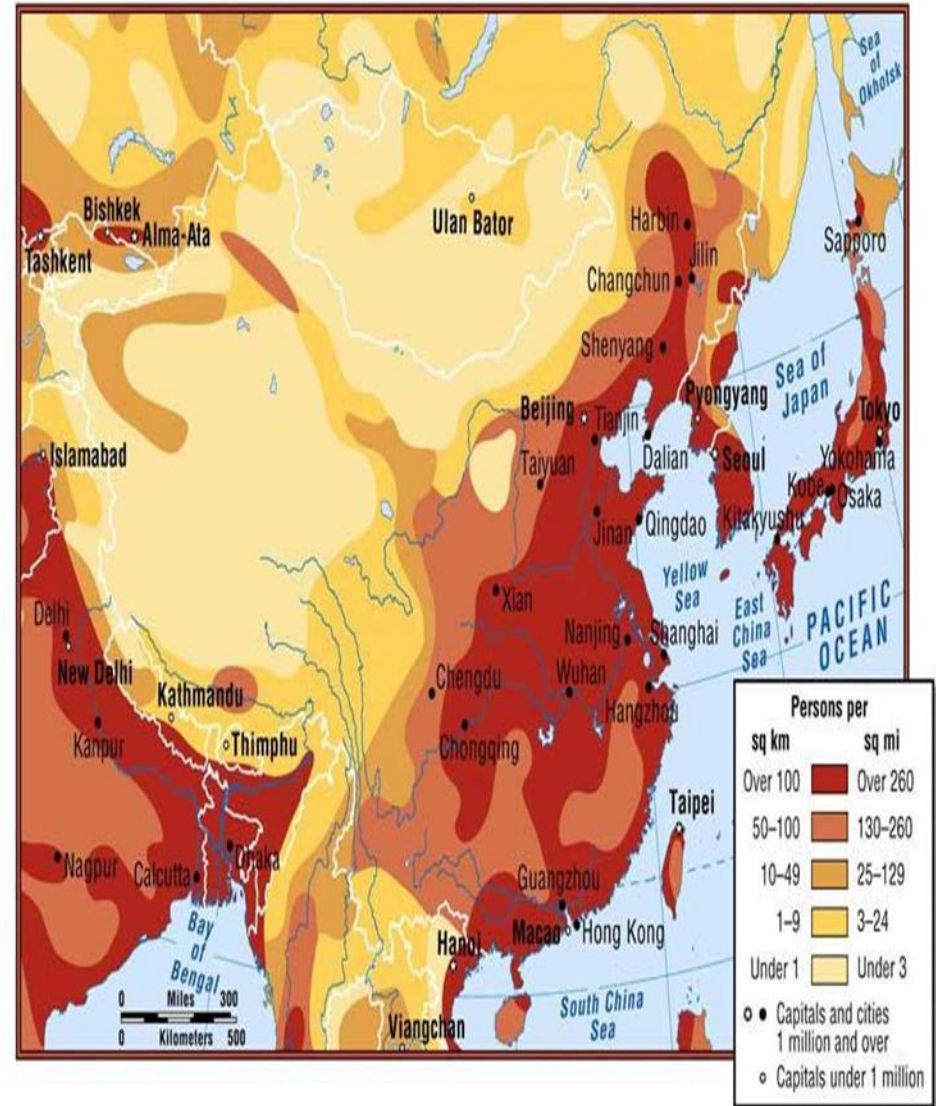 Sea
of
Okhotsk
Bishkek
Alma-Ata
Tashkent
Ulan Bator
Harbin
Jilin
Changchun
Sapporo
Shenyang
Sea of
Japan
Beijing
Tianjin
Pyongyang
Tokyo
Islamabad
Taiyuan
Dalian
Seoul
Yokohama
Kobe
Osaka
Jinan
Qingdao
Kitakyushu
Yellow
Sea
Xian
East
China
Sea
PACIFIC
OCEAN
Delhi
New Delhi
Nanjing
Shanghai
Chengdu
Wuhan
Hangzhou
Kathmandu
Kanpur
Thimphu
Chongqing
Taipei
Nagpur
Calcutta
Dhaka
Guangzhou
Bay
of
Bengal
Hanoi
Macao
Hong Kong
South China
Sea
Viangchan
0 Miles 300
0 Kilometers 500
Persons per
sq km sq mi
Over 100 Over 260
50–100 130–260
10–49 25–129
1–9 3–24
Under 1 Under 3
Capitals and cities
1 million and over
Capitals under 1 million